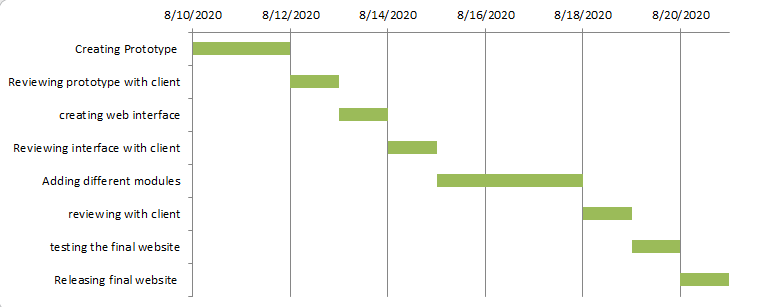 8/10/2020 8/12/2020 8/14/2020 8/16/2020 8/18/2020 8/20/2020
Creating Prototype
Reviewing prototype with client
creating web interface
Reviewing interface with client
Adding different modules
reviewing with client
testing the final website
Releasing final website